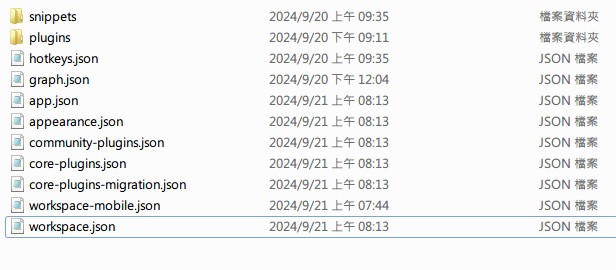 snippets 2024/9/20 上午 09:35 檔案資料夾
plugins 2024/9/20 下午 09:11 檔案資料夾
hotkeys.json 2024/9/20 上午 09:35 JSON 檔案
graph.json 2024/9/20 下午 12:04 JSON 檔案
app.json 2024/9/21 上午 08:13 JSON 檔案
appearance.json 2024/9/21 上午 08:13 JSON 檔案
community-plugins.json 2024/9/21 上午 08:13 JSON 檔案
core-plugins.json 2024/9/21 上午 08:13 JSON 檔案
core-plugins-migration.json 2024/9/21 上午 08:13 JSON 檔案
workspace-mobile.json 2024/9/21 上午 07:44 JSON 檔案
workspace.json 2024/9/21 上午 08:13 JSON 檔案